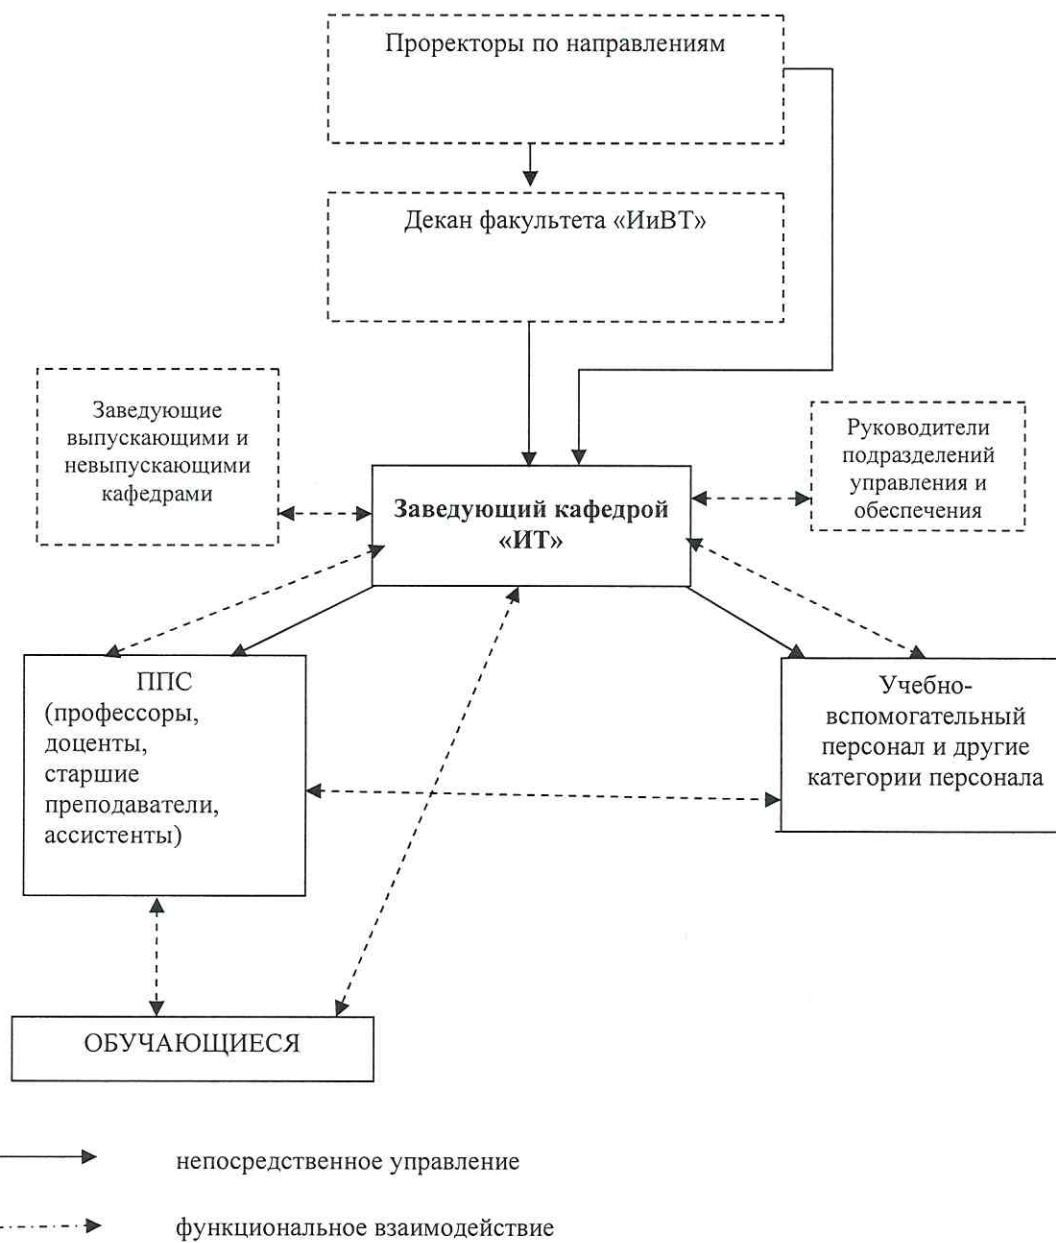 Проректоры по направлениям
Декан факультета «ИиВТ»
Заведующие
выпускающими и
невыпускающими
кафедрами
Руководители
подразделений
управления и
обеспечения
Заведующий кафедрой
«ИТ»
ППС
(профессоры,
доценты,
старшие
преподаватели,
ассистенты)
Учебно-
вспомогательный
персонал и другие
категории персонала
ОБУЧАЮЩИЕСЯ
непосредственное управление
функциональное взаимодействие